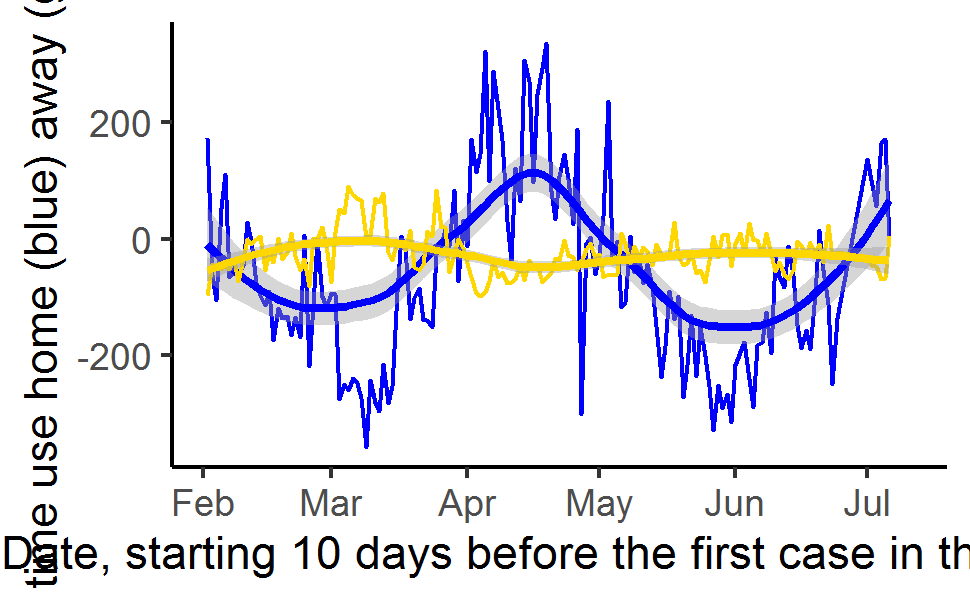 time use home (blue) away (
200
0
-200
Feb Mar Apr May Jun Jul
Date, starting 10 days before the first case in th